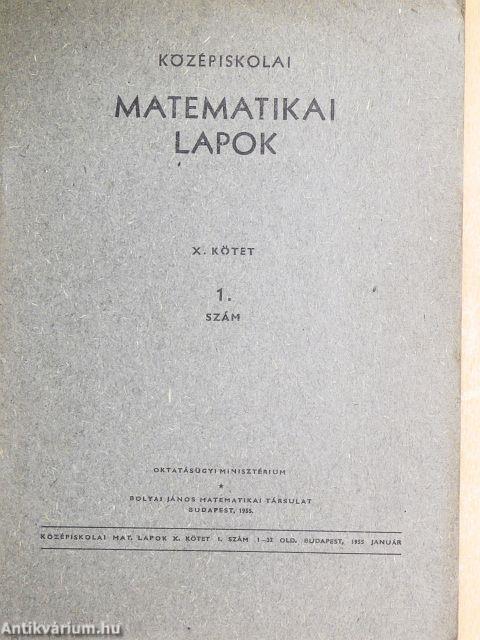 KÖZÉPISKOLAI
MATEMATIKAI
LAPOK
X. KÖTET
1.
SZÁM
OKTATÁSÜGYI MINISZTÉRIUM
★
BOLYAI JÁNOS MATEMATIKAI TÁRSULAT
BUDAPEST, 1955.
KÖZÉPISKOLAI MAT. LAPOK X. KÖTET 1. SZÁM 1—32 OLD. BUDAPEST, 1955 JANUÁR
Antikvárium.hu